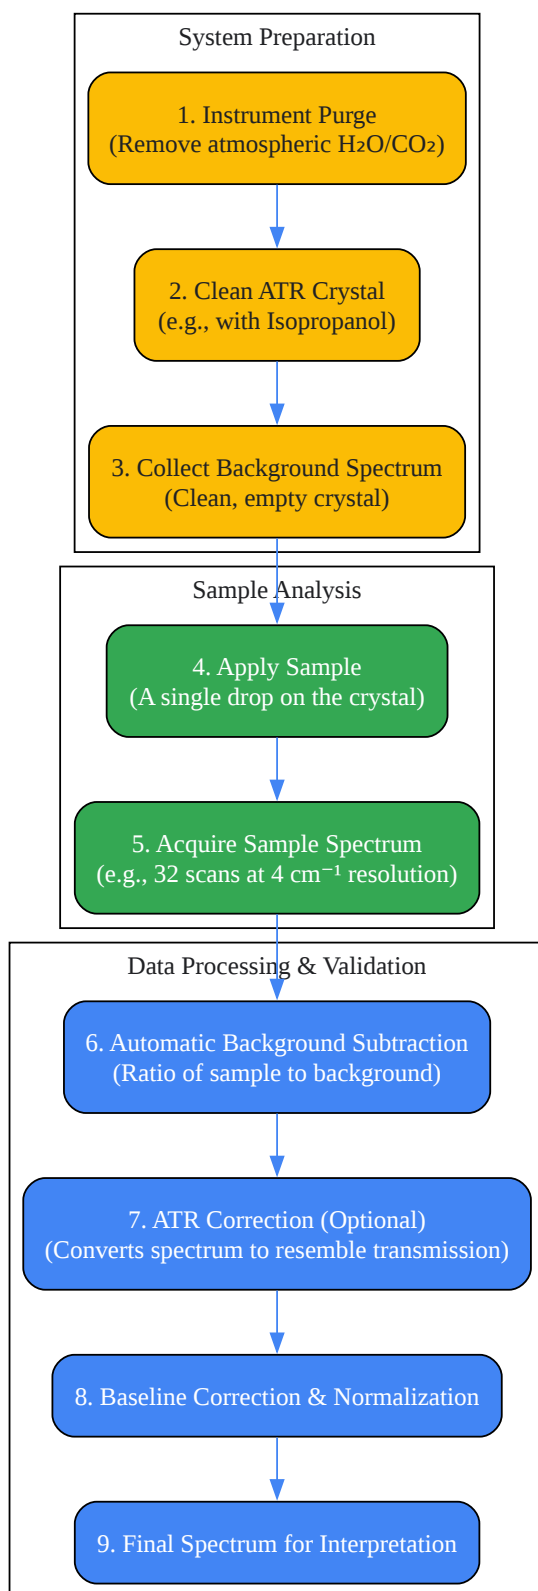 System Preparation
1. Instrument Purge
(Remove atmospheric H₂O/CO₂)
2. Clean ATR Crystal
(e.g., with Isopropanol)
3. Collect Background Spectrum
(Clean, empty crystal)
Sample Analysis
4. Apply Sample
(A single drop on the crystal)
5. Acquire Sample Spectrum
(e.g., 32 scans at 4 cm⁻¹ resolution)
Data Processing & Validation
6. Automatic Background Subtraction
(Ratio of sample to background)
7. ATR Correction (Optional)
(Converts spectrum to resemble transmission)
8. Baseline Correction & Normalization
9. Final Spectrum for Interpretation